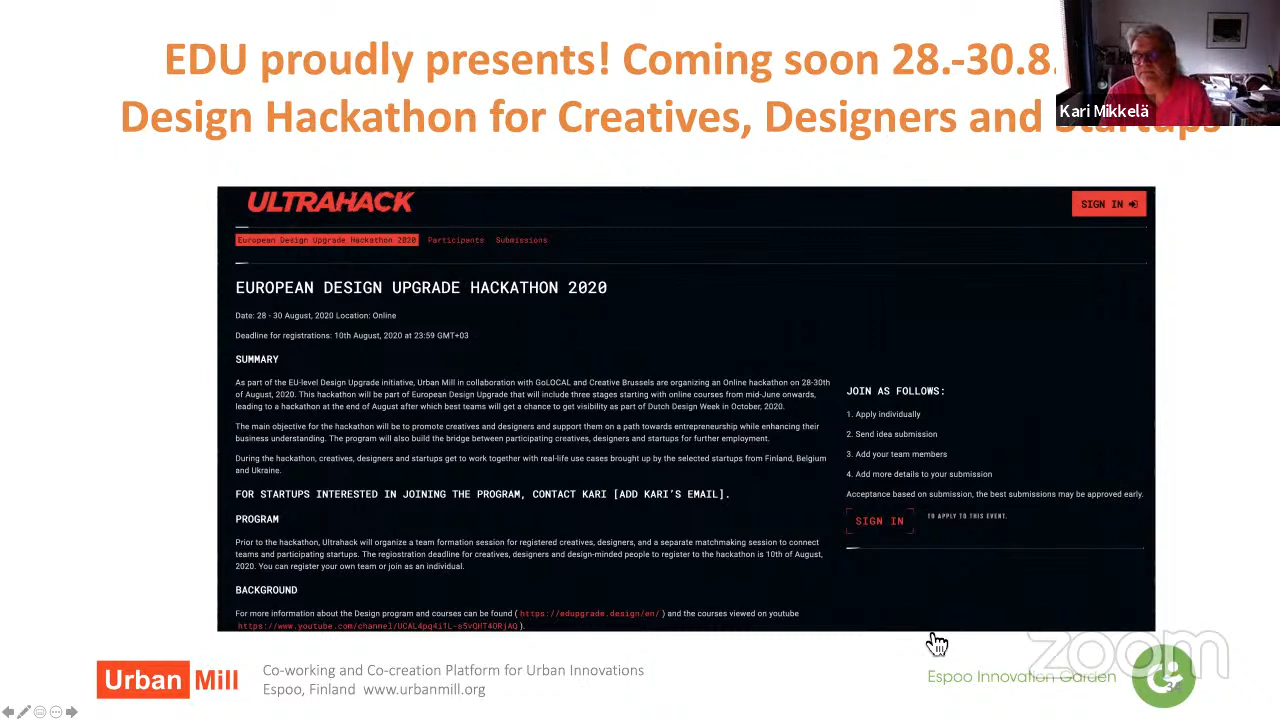 EDU proudly presents! Coming soon 28.-30.8.
Design Hackathon for Creatives, Designers and Startups
Kari Mikkelä
ULTRAHACK
SIGN IN
European Design Upgrade Hackathon 2020 Participants Submissions
EUROPEAN DESIGN UPGRADE HACKATHON 2020
Date: 28 - 30 August, 2020 Location: Online
Deadline for registrations: 10th August, 2020 at 23:59 GMT+03
SUMMARY
As part of the EU-level Design Upgrade initiative, Urban Mill in collaboration with GoLOCAL and Creative Brussels are organizing an Online hackathon on 28-30th
of August, 2020. This hackathon will be part of European Design Upgrade that will include three stages starting with online courses from mid-June onwards,
leading to a hackathon at the end of August after which best teams will get a chance to get visibility as part of Dutch Design Week in October, 2020.
The main objective for the hackathon will be to promote creatives and designers and support them on a path towards entrepreneurship while enhancing their
business understanding. The program will also build the bridge between participating creatives, designers and startups for further employment.
During the hackathon, creatives, designers and startups get to work together with real-life use cases brought up by the selected startups from Finland, Belgium
and Ukraine.
FOR STARTUPS INTERESTED IN JOINING THE PROGRAM, CONTACT KARI [ADD KARI'S EMAIL].
PROGRAM
Prior to the hackathon, Ultrahack will organize a team formation session for registered creatives, designers, and a separate matchmaking session to connect
teams and participating startups. The regiostration deadline for creatives, designers and design-minded people to register to the hackathon is 10th of August,
2020. You can register your own team or join as an individual.
BACKGROUND
For more information about the Design program and courses can be found ( https://edupgrade.design/en/ ) and the courses viewed on youtube
https://www.youtube.com/channel/UCAL4pq4i1L-s5vQHT4ORjAQ ).
JOIN AS FOLLOWS:
1. Apply individually
2. Send idea submission
3. Add your team members
4. Add more details to your submission
Acceptance based on submission, the best submissions may be approved early.
SIGN IN TO APPLY TO THIS EVENT.
Urban Mill
Co-working and Co-creation Platform for Urban Innovations
Espoo, Finland www.urbanmill.org
Espoo Innovation Garden
zoom
34